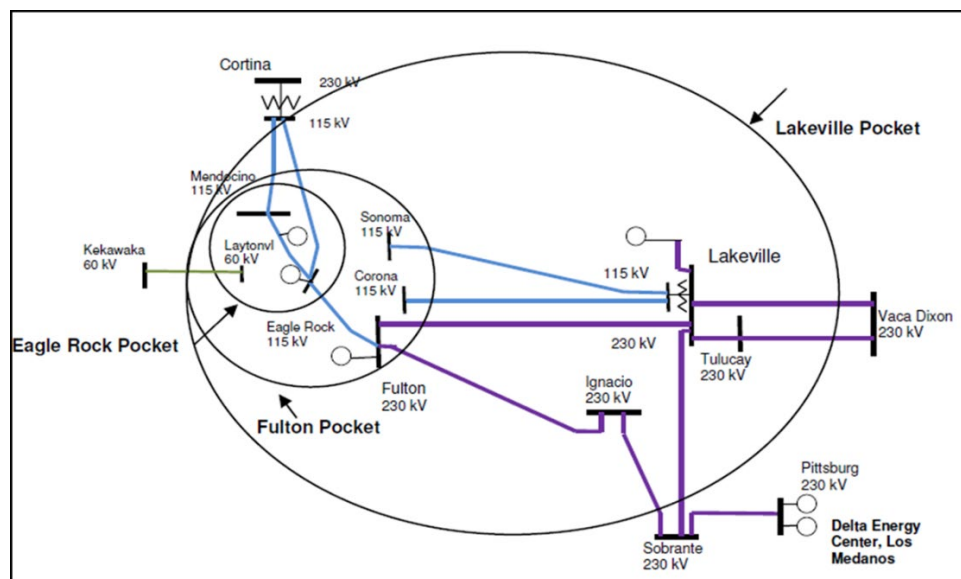 Cortina
230 kV
115 kV
Lakeville Pocket
Mendocino
115 kV
Sonoma
115 kV
Kekawaka
60 kV
Laytonvl
60 kV
Lakeville
115 kV
Corona
115 kV
Vaca Dixon
230 kV
Eagle Rock
115 kV
Eagle Rock Pocket
230 kV
Tulucay
230 kV
Fulton
230 kV
Ignacio
230 kV
Fulton Pocket
Pittsburg
230 kV
Delta Energy
Center, Los
Medanos
Sobrante
230 kV